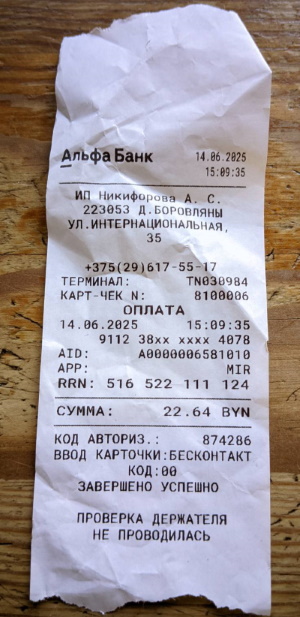 Альфа Банк 14.06.2025
15:09:35
ИП Никифорова А. С.
223053 Д.БОРОВЛЯНЫ
УЛ.ИНТЕРНАЦИОНАЛЬНАЯ,
35
+375(29)617-55-17
ТЕРМИНАЛ: TN030984
КАРТ-ЧЕК N: 8100006
ОПЛАТА
14.06.2025 15:09:35
9112 38xx xxxx 4078
AID: A0000006581010
APP: MIR
RRN: 516 522 111 124
СУММА: 22.64 BYN
КОД АВТОРИЗ.: 874286
ВВОД КАРТОЧКИ:БЕСКОНТАКТ
КОД:00
ЗАВЕРШЕНО УСПЕШНО
ПРОВЕРКА ДЕРЖАТЕЛЯ
НЕ ПРОВОДИЛАСЬ